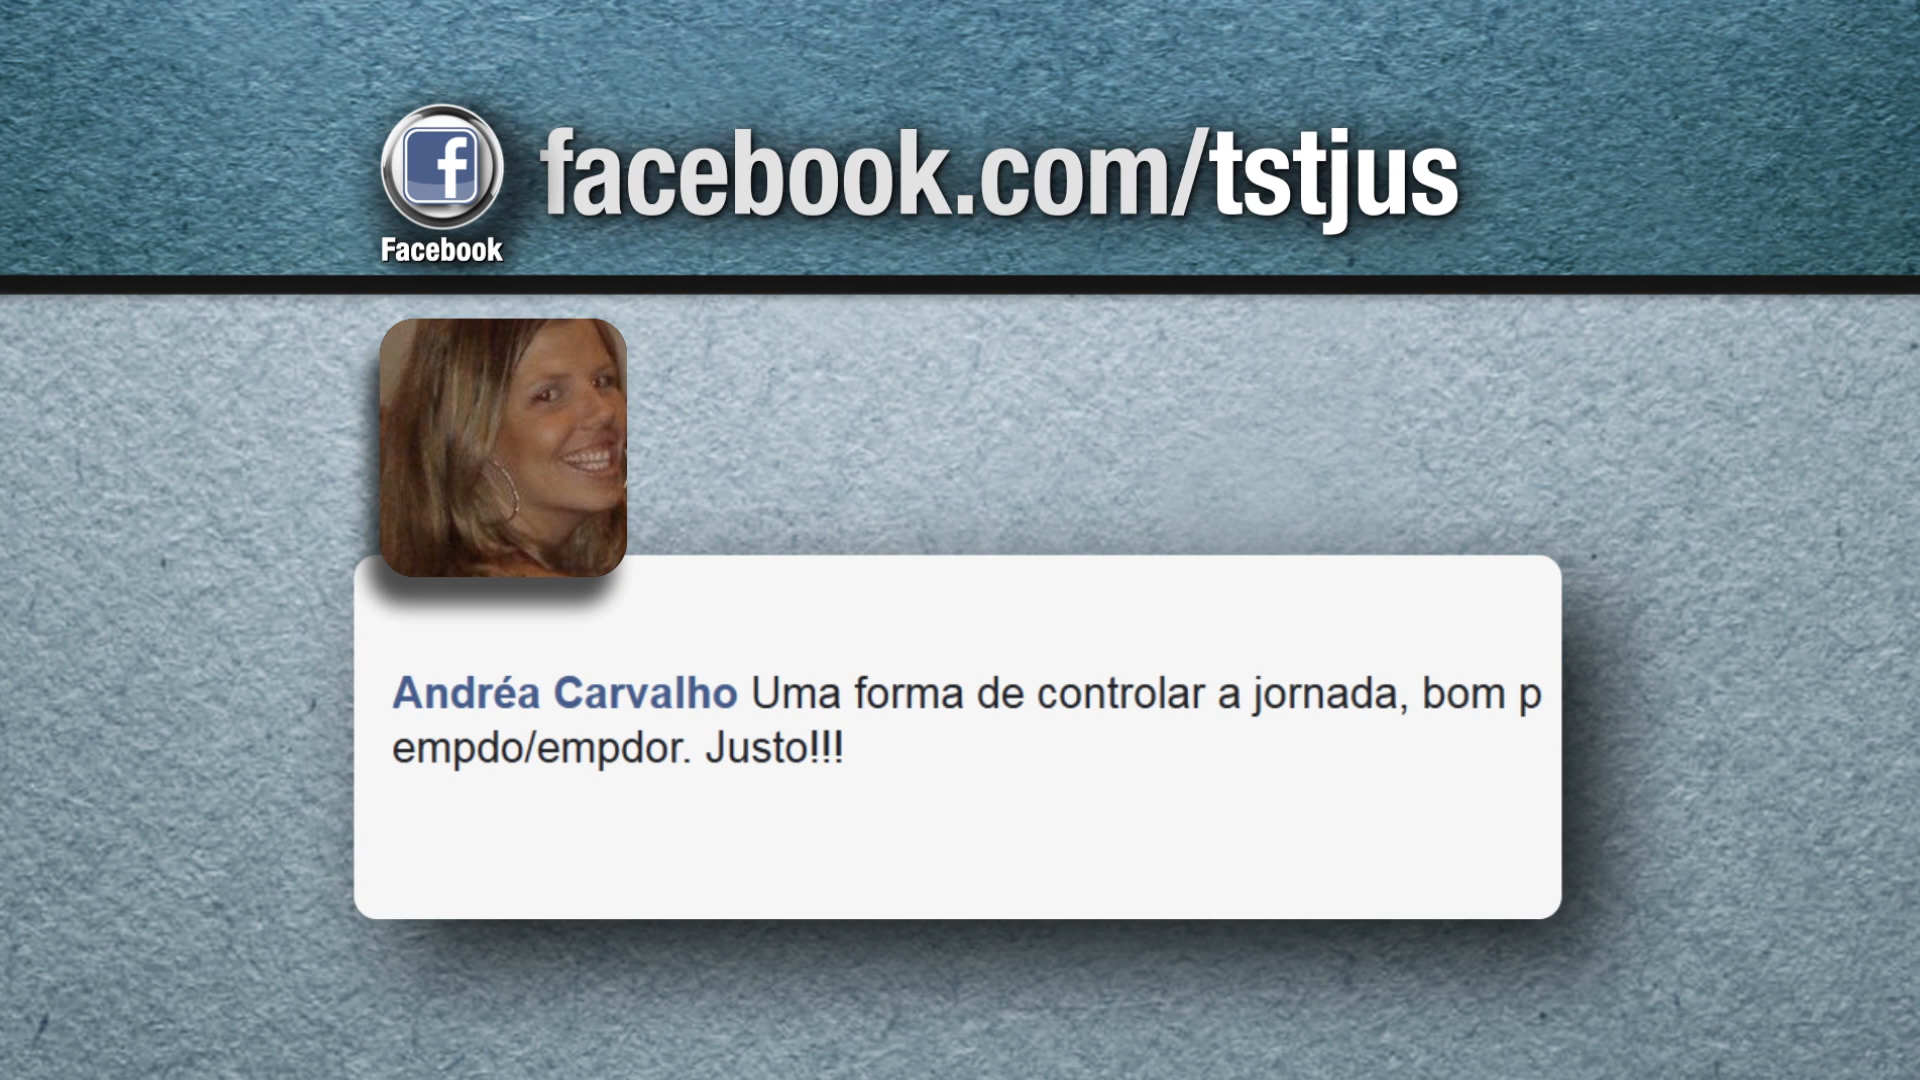 f
facebook.com/tstjus
Facebook
Andréa Carvalho Uma forma de controlar a jornada, bom p
empdo/empdor. Justo!!!